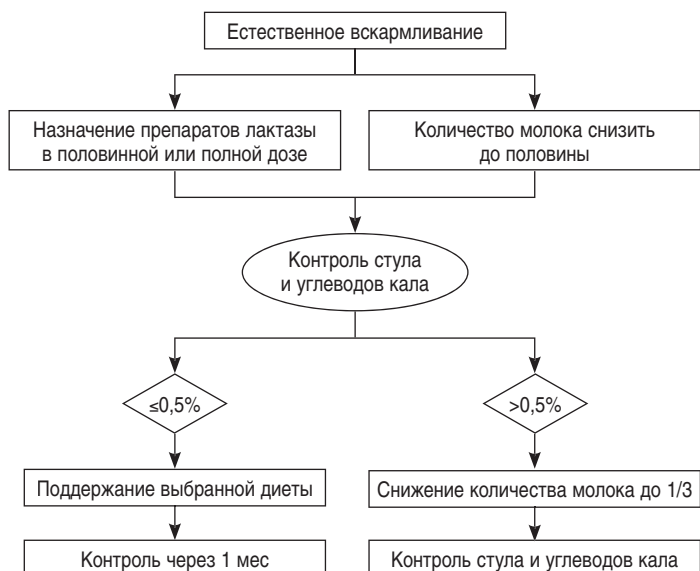 Естественное вскармливание
Назначение препаратов лактазы
в половинной или полной дозе
Количество молока снизить
до половины
Контроль стула
и углеводов кала
≤0,5%
>0,5%
Поддержание выбранной диеты
Снижение количества молока до 1/3
Контроль через 1 мес
Контроль стула и углеводов кала